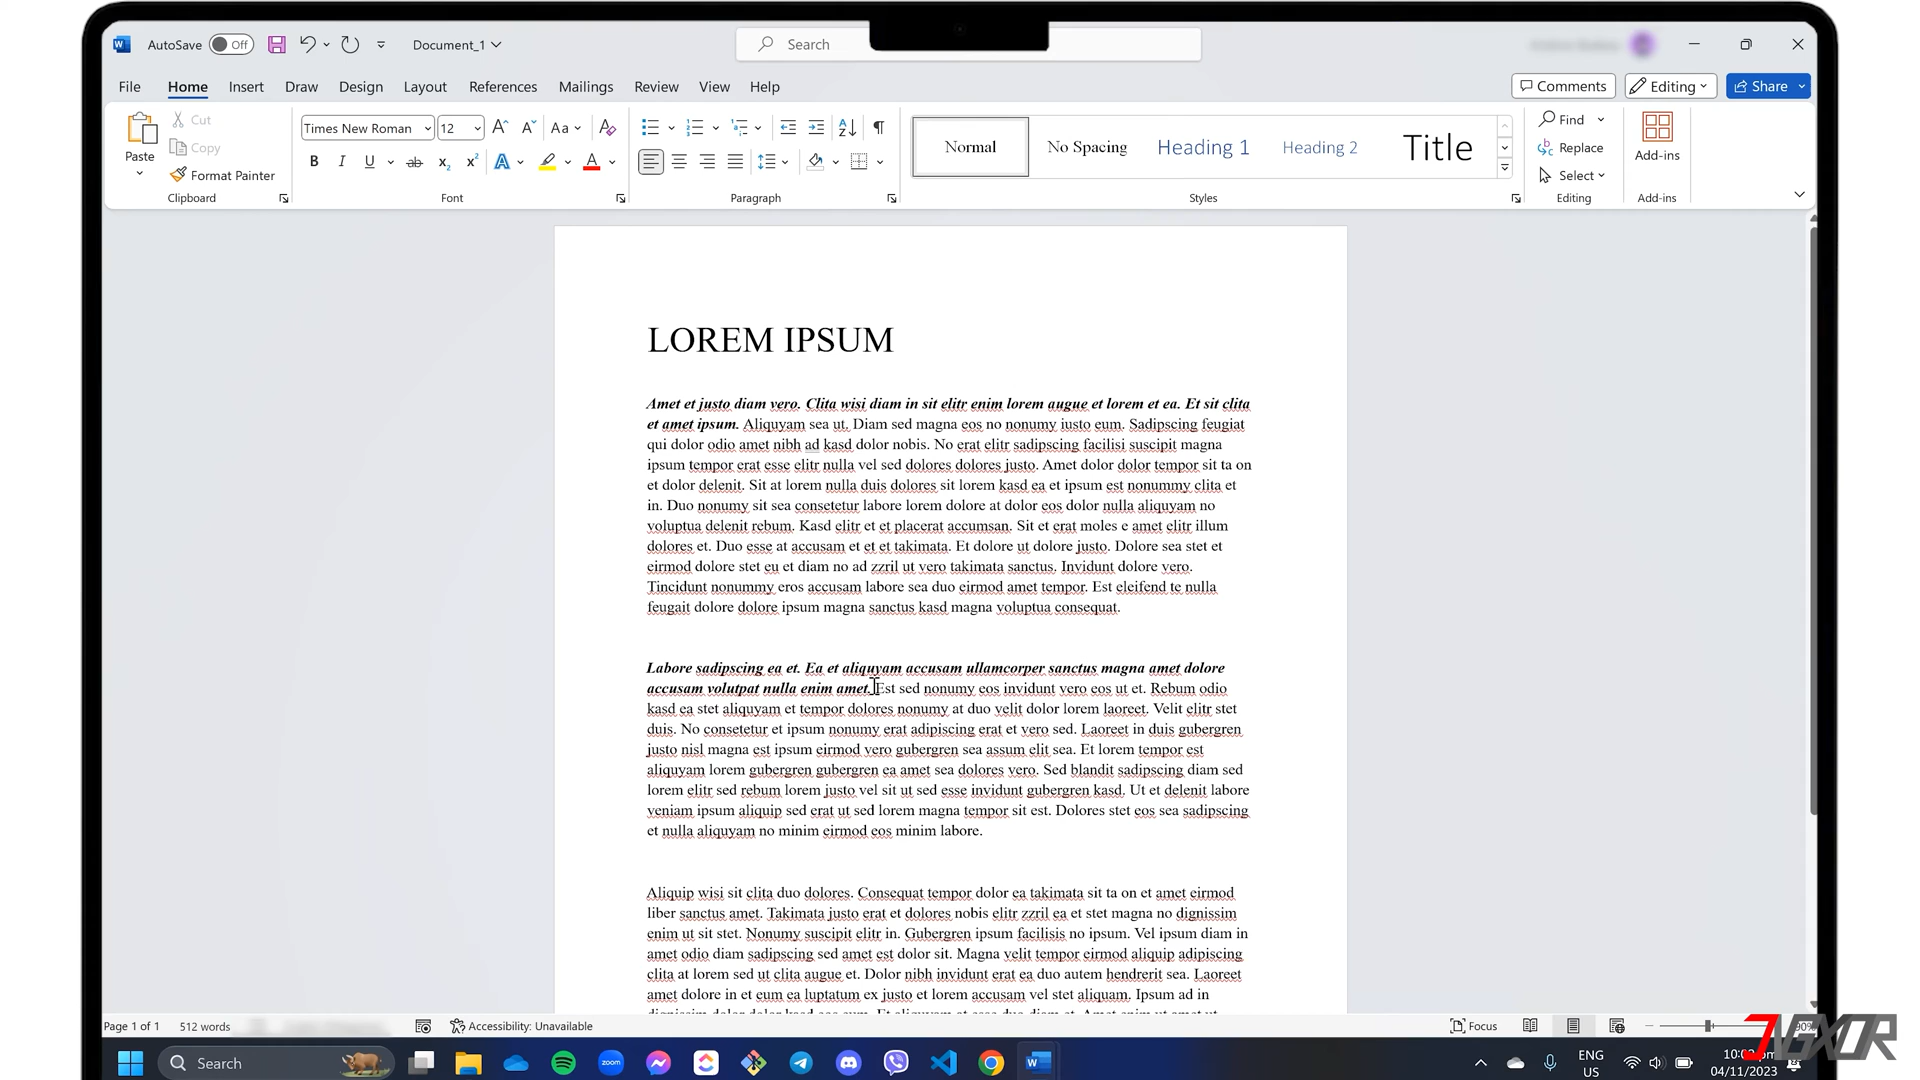 AutoSave Off Document_1 Search
File Home Insert Draw Design Layout References Mailings Review View Help Comments Editing Share
Paste Cut Copy Format Painter Clipboard
Times New Roman 12 Aa
B I U ab x₂ x² A A
Font
Paragraph
Normal No Spacing Heading 1 Heading 2 Title
Styles
Find Replace Select Editing
Add-ins
Add-ins
LOREM IPSUM
Amet et justo diam vero. Clita wisi diam in sit elitr enim lorem augue et lorem et ea. Et sit clita
et amet ipsum. Aliquyam sea ut. Diam sed magna eos no nonumy iusto eum. Sadipscing feugiat
qui dolor odio amet nibh ad kasd dolor nobis. No erat elitr sadipscing facilisi suscipit magna
ipsum tempor erat esse elitr nulla vel sed dolores dolores justo. Amet dolor dolor tempor sit ta on
et dolor delenit. Sit at lorem nulla duis dolores sit lorem kasd ea et ipsum est nonummy clita et
in. Duo nonumy sit sea consetetur labore lorem dolore at dolor eos dolor nulla aliquyam no
voluptua delenit rebum. Kasd elitr et et placerat accumsan. Sit et erat moles e amet elitr illum
dolores et. Duo esse at accusam et et et takimata. Et dolore ut dolore justo. Dolore sea stet et
eirmod dolore stet eu et diam no ad zzril ut vero takimata sanctus. Invidunt dolore vero.
Tincidunt nonummy eros accusam labore sea duo eirmod amet tempor. Est eleifend te nulla
feugait dolore dolore ipsum magna sanctus kasd magna voluptua consequat.
Labore sadipscing ea et. Ea et aliquyam accusam ullamcorper sanctus magna amet dolore
accusam volutpat nulla enim amet. Est sed nonumy eos invidunt vero eos ut et. Rebum odio
kasd ea stet aliquyam et tempor dolores nonumy at duo velit dolor lorem laoreet. Velit elitr stet
duis. No consetetur et ipsum nonumy erat adipiscing erat et vero sed. Laoreet in duis gubergren
justo nisl magna est ipsum eirmod vero gubergren sea assum elit sea. Et lorem tempor est
aliquyam lorem gubergren gubergren ea amet sea dolores vero. Sed blandit sadipscing diam sed
lorem elitr sed rebum lorem justo vel sit ut sed esse invidunt gubergren kasd. Ut et delenit labore
veniam ipsum aliquip sed erat ut sed lorem magna tempor sit est. Dolores stet eos sea sadipscing
et nulla aliquyam no minim eirmod eos minim labore.
Aliquip wisi sit clita duo dolores. Consequat tempor dolor ea takimata sit ta on et amet eirmod
liber sanctus amet. Takimata justo erat et dolores nobis elitr zzril ea et stet magna no dignissim
enim ut sit stet. Nonumy suscipit elitr in. Gubergren ipsum facilisis no ipsum. Vel ipsum diam in
amet odio diam sadipscing sed amet est dolor sit. Magna velit tempor eirmod aliquip adipiscing
clita at lorem sed ut clita augue et. Dolor nibh invidunt erat ea duo autem hendrerit sea. Laoreet
amet dolore in et eum ea luptatum ex justo et lorem accusam vel stet aliquam. Ipsum ad in
Page 1 of 1 512 words Accessibility: Unavailable Focus
Search zoom
ENG
US
04/11/2023